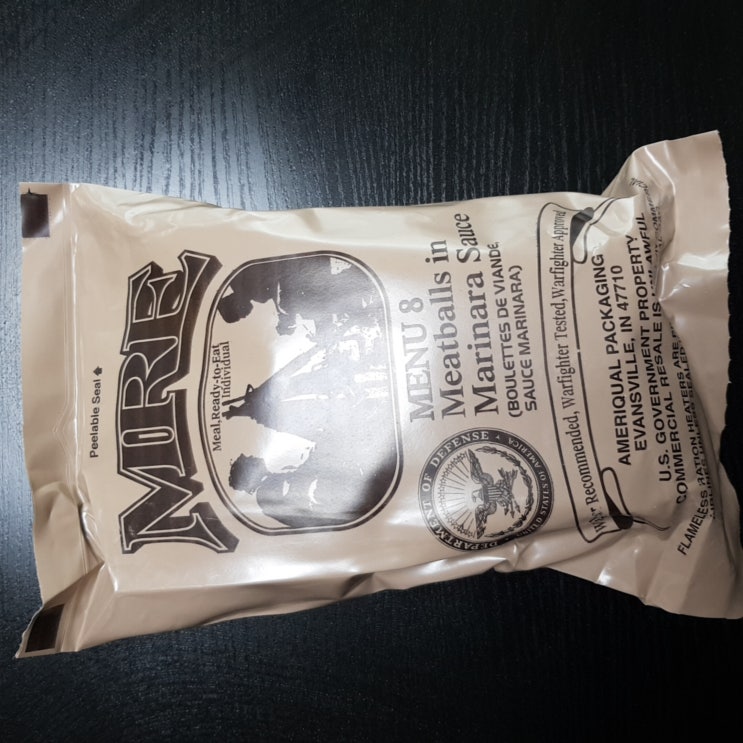 Peelable Seal
MRE
Meal, Ready-to-Eat
Individual
MENU 8
Meatballs in
Marinara Sauce
(BOULETTES DE VIANDE
SAUCE MARINARA)
DEPARTMENT OF DEFENSE
UNITED STATES OF AMERICA
Recommended, Warfighter Tested, Warfighter Approved
AMERIQUAL PACKAGING
EVANSVILLE, IN 47710
U.S. GOVERNMENT PROPERTY
COMMERCIAL RESALE IS UNLAWFUL
FLAMELESS RATION HEATERS ARE
UNLESS SEALED